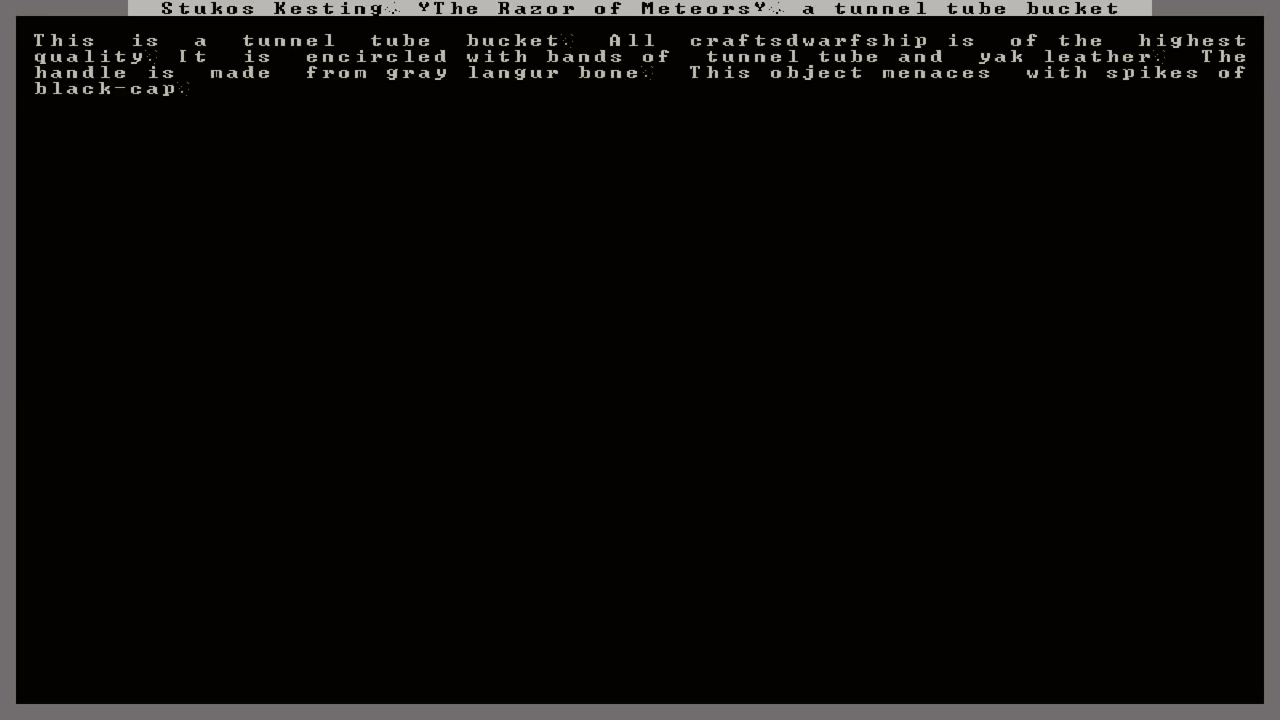 Stukos Kesting, "The Razor of Meteors", a tunnel tube bucket
This is a tunnel tube bucket. All craftsdwarfship is of the highest
quality. It is encircled with bands of tunnel tube and yak leather. The
handle is made from gray langur bone. This object menaces with spikes of
black-cap.